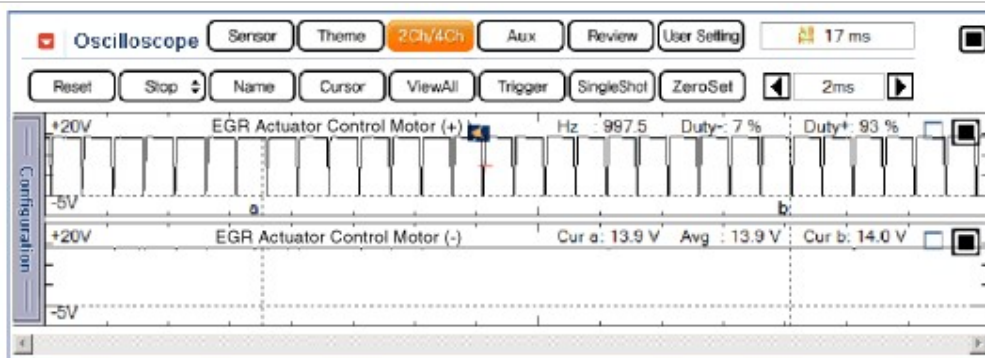 Oscilloscope Sensor Theme 2Ch/4Ch Aux Review User Setting 17 ms
Reset Stop Name Cursor ViewAll Trigger SingleShot ZeroSet 2ms
+20V EGR Actuator Control Motor (+) Hz : 997.5 Duty-: 7 % Duty+: 93 %
Configuration
-5V
a b
+20V EGR Actuator Control Motor (-) Cur a: 13.9 V Avg : 13.9 V Cur b: 14.0 V
-5V